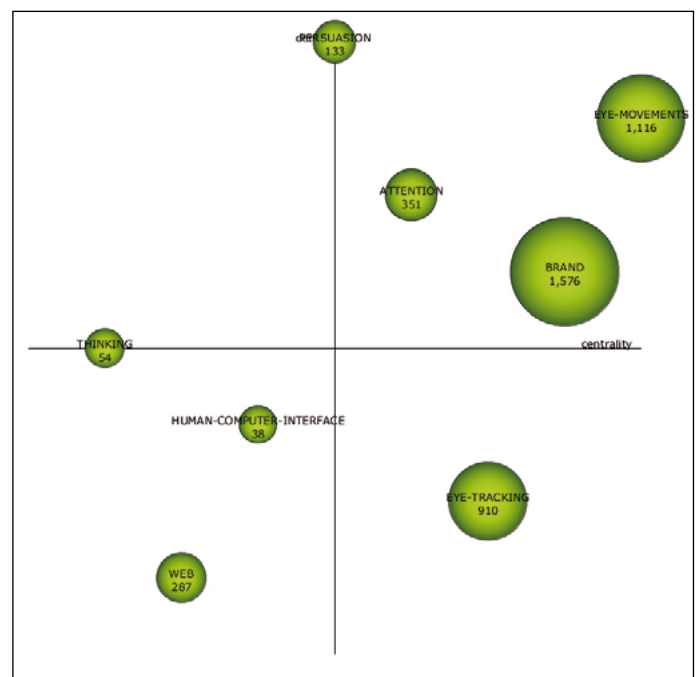 PERSUASION
133
EYE-MOVEMENTS
1,116
ATTENTION
351
BRAND
1,576
THINKING
54
centrality
HUMAN-COMPUTER-INTERFACE
38
EYE-TRACKING
910
WEB
287